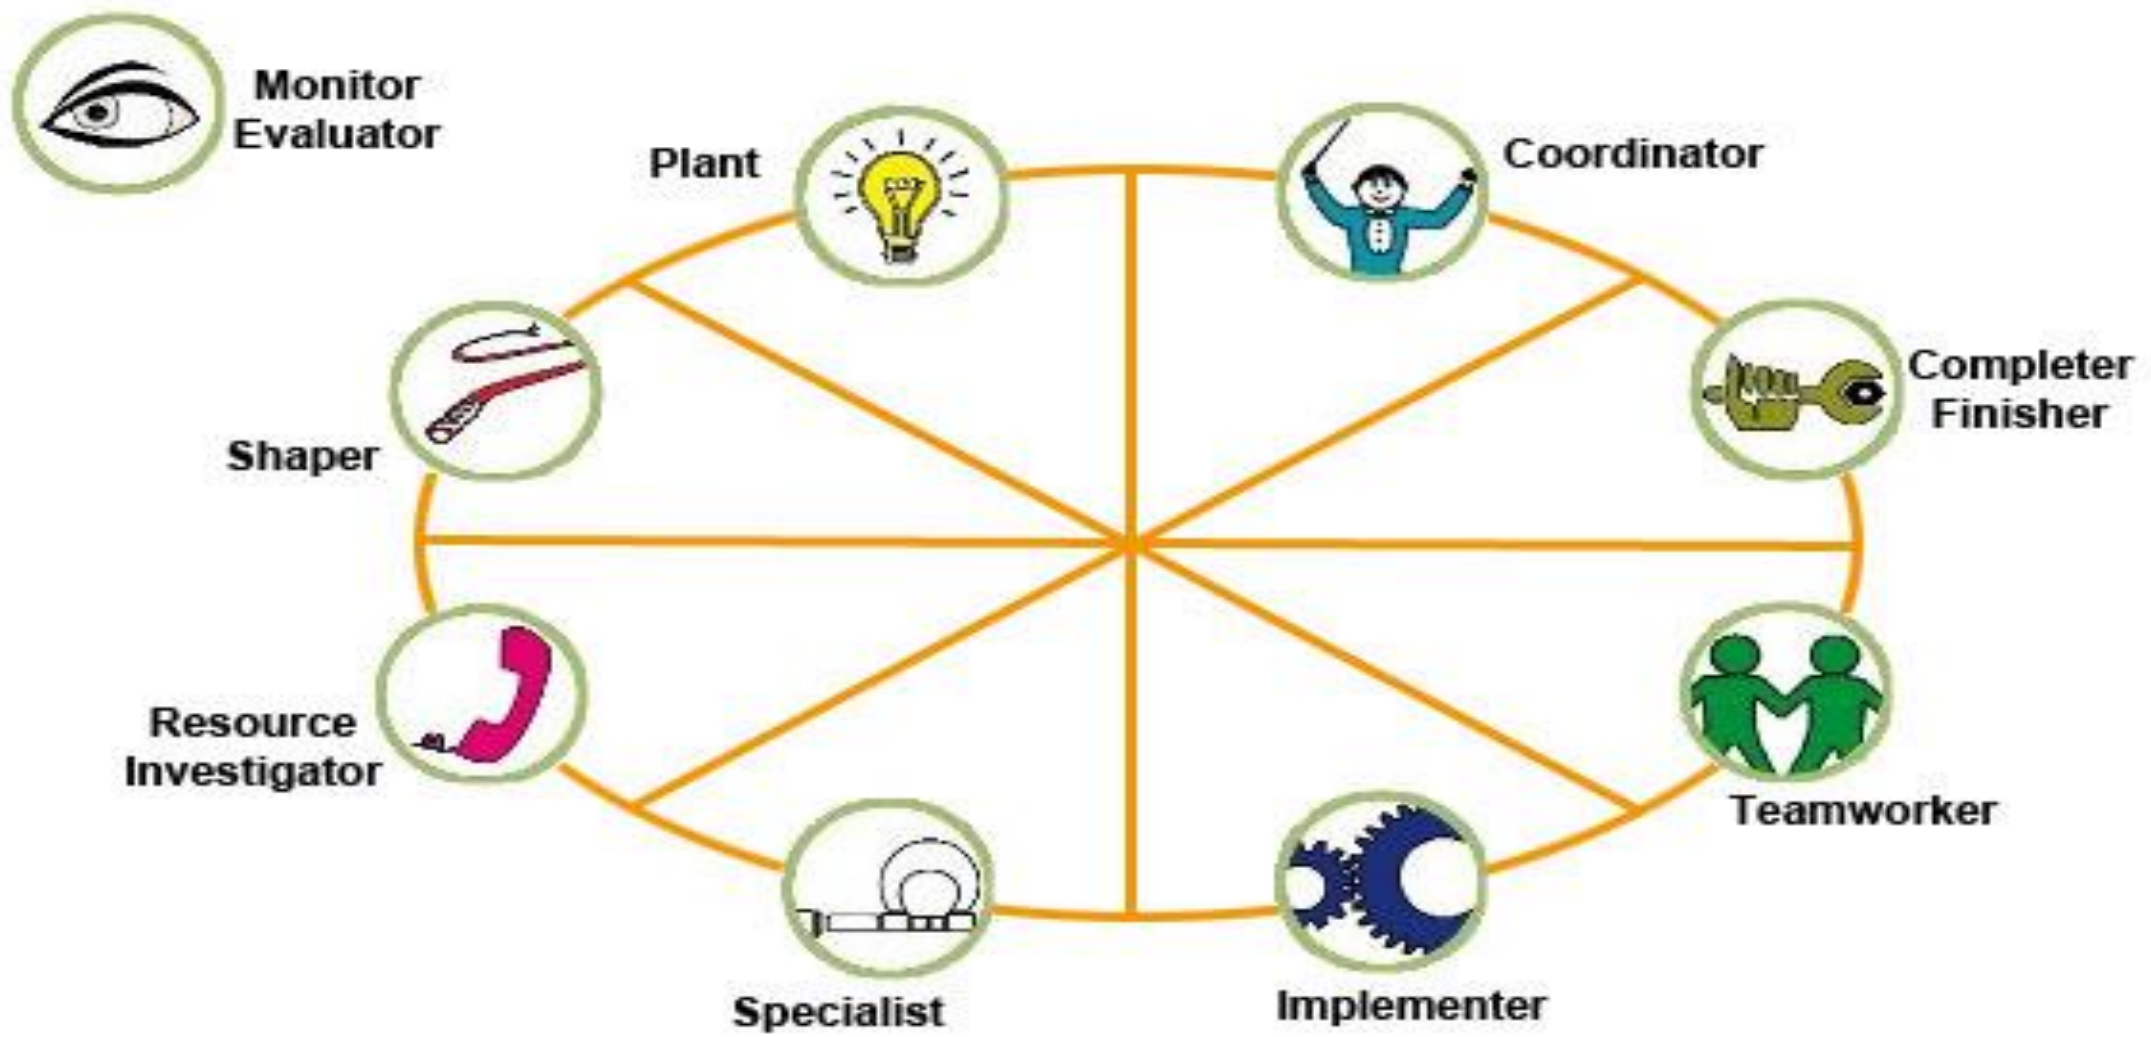 Monitor
Evaluator
Plant
Coordinator
Shaper
Completer
Finisher
Resource
Investigator
Teamworker
Specialist
Implementer